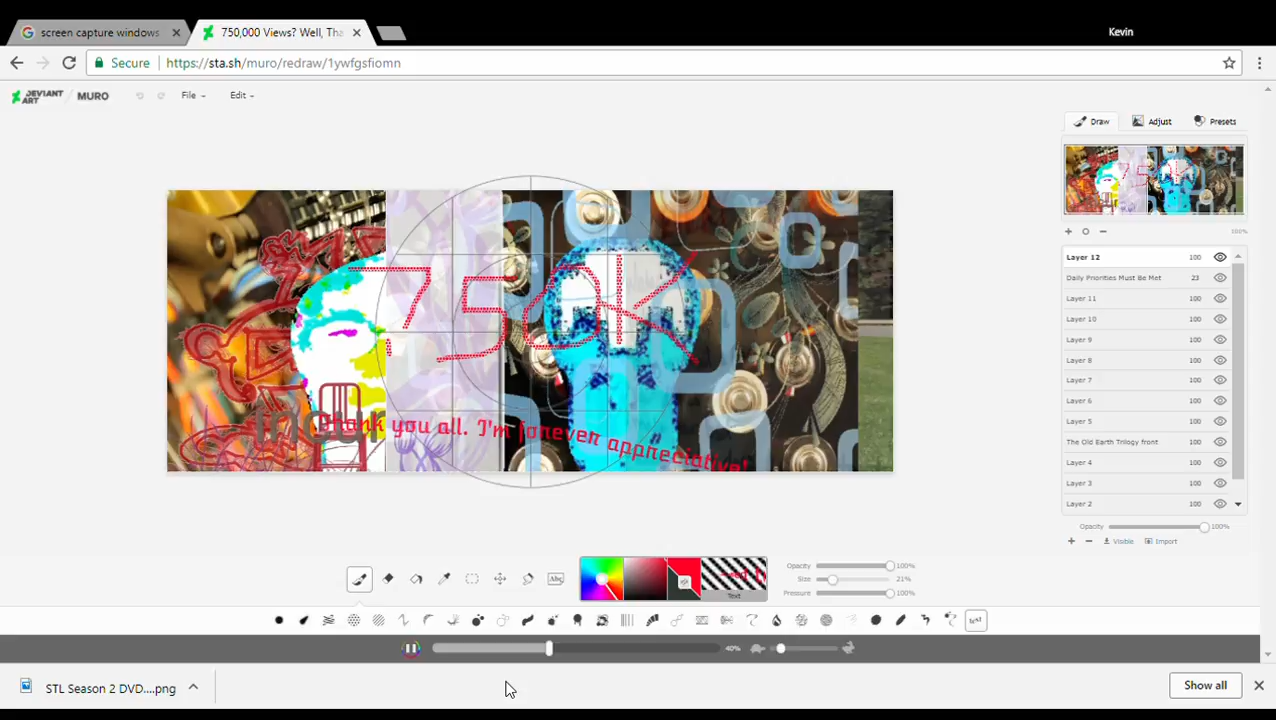 screen capture windows
750,000 Views? Well, Tha
Kevin
Secure
https://sta.sh/muro/redraw/1ywfgsfiomn
DEVIANT ART / MURO
File
Edit
Draw
Adjust
Presets
100%
750K
Thank you all. I'm forever appreciative!
Layer 12 100
Daily Priorities Must Be Met 23
Layer 11 100
Layer 10 100
Layer 9 100
Layer 8 100
Layer 7 100
Layer 6 100
Layer 5 100
The Old Earth Trilogy front 100
Layer 4 100
Layer 3 100
Layer 2 100
Opacity 100%
Visible
Import
Abc
Text
Opacity 100%
Size 21%
Pressure 100%
40%
STL Season 2 DVD....png
Show all